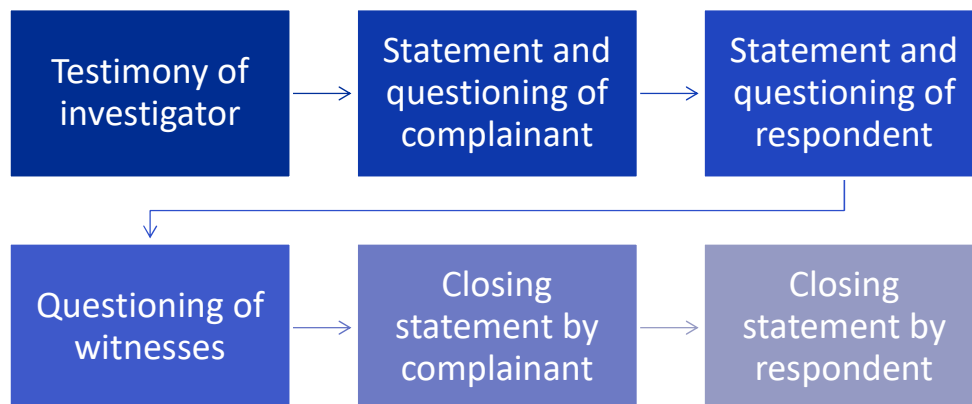 Testimony of
investigator
Statement and
questioning of
complainant
Statement and
questioning of
respondent
Questioning of
witnesses
Closing
statement by
complainant
Closing
statement by
respondent